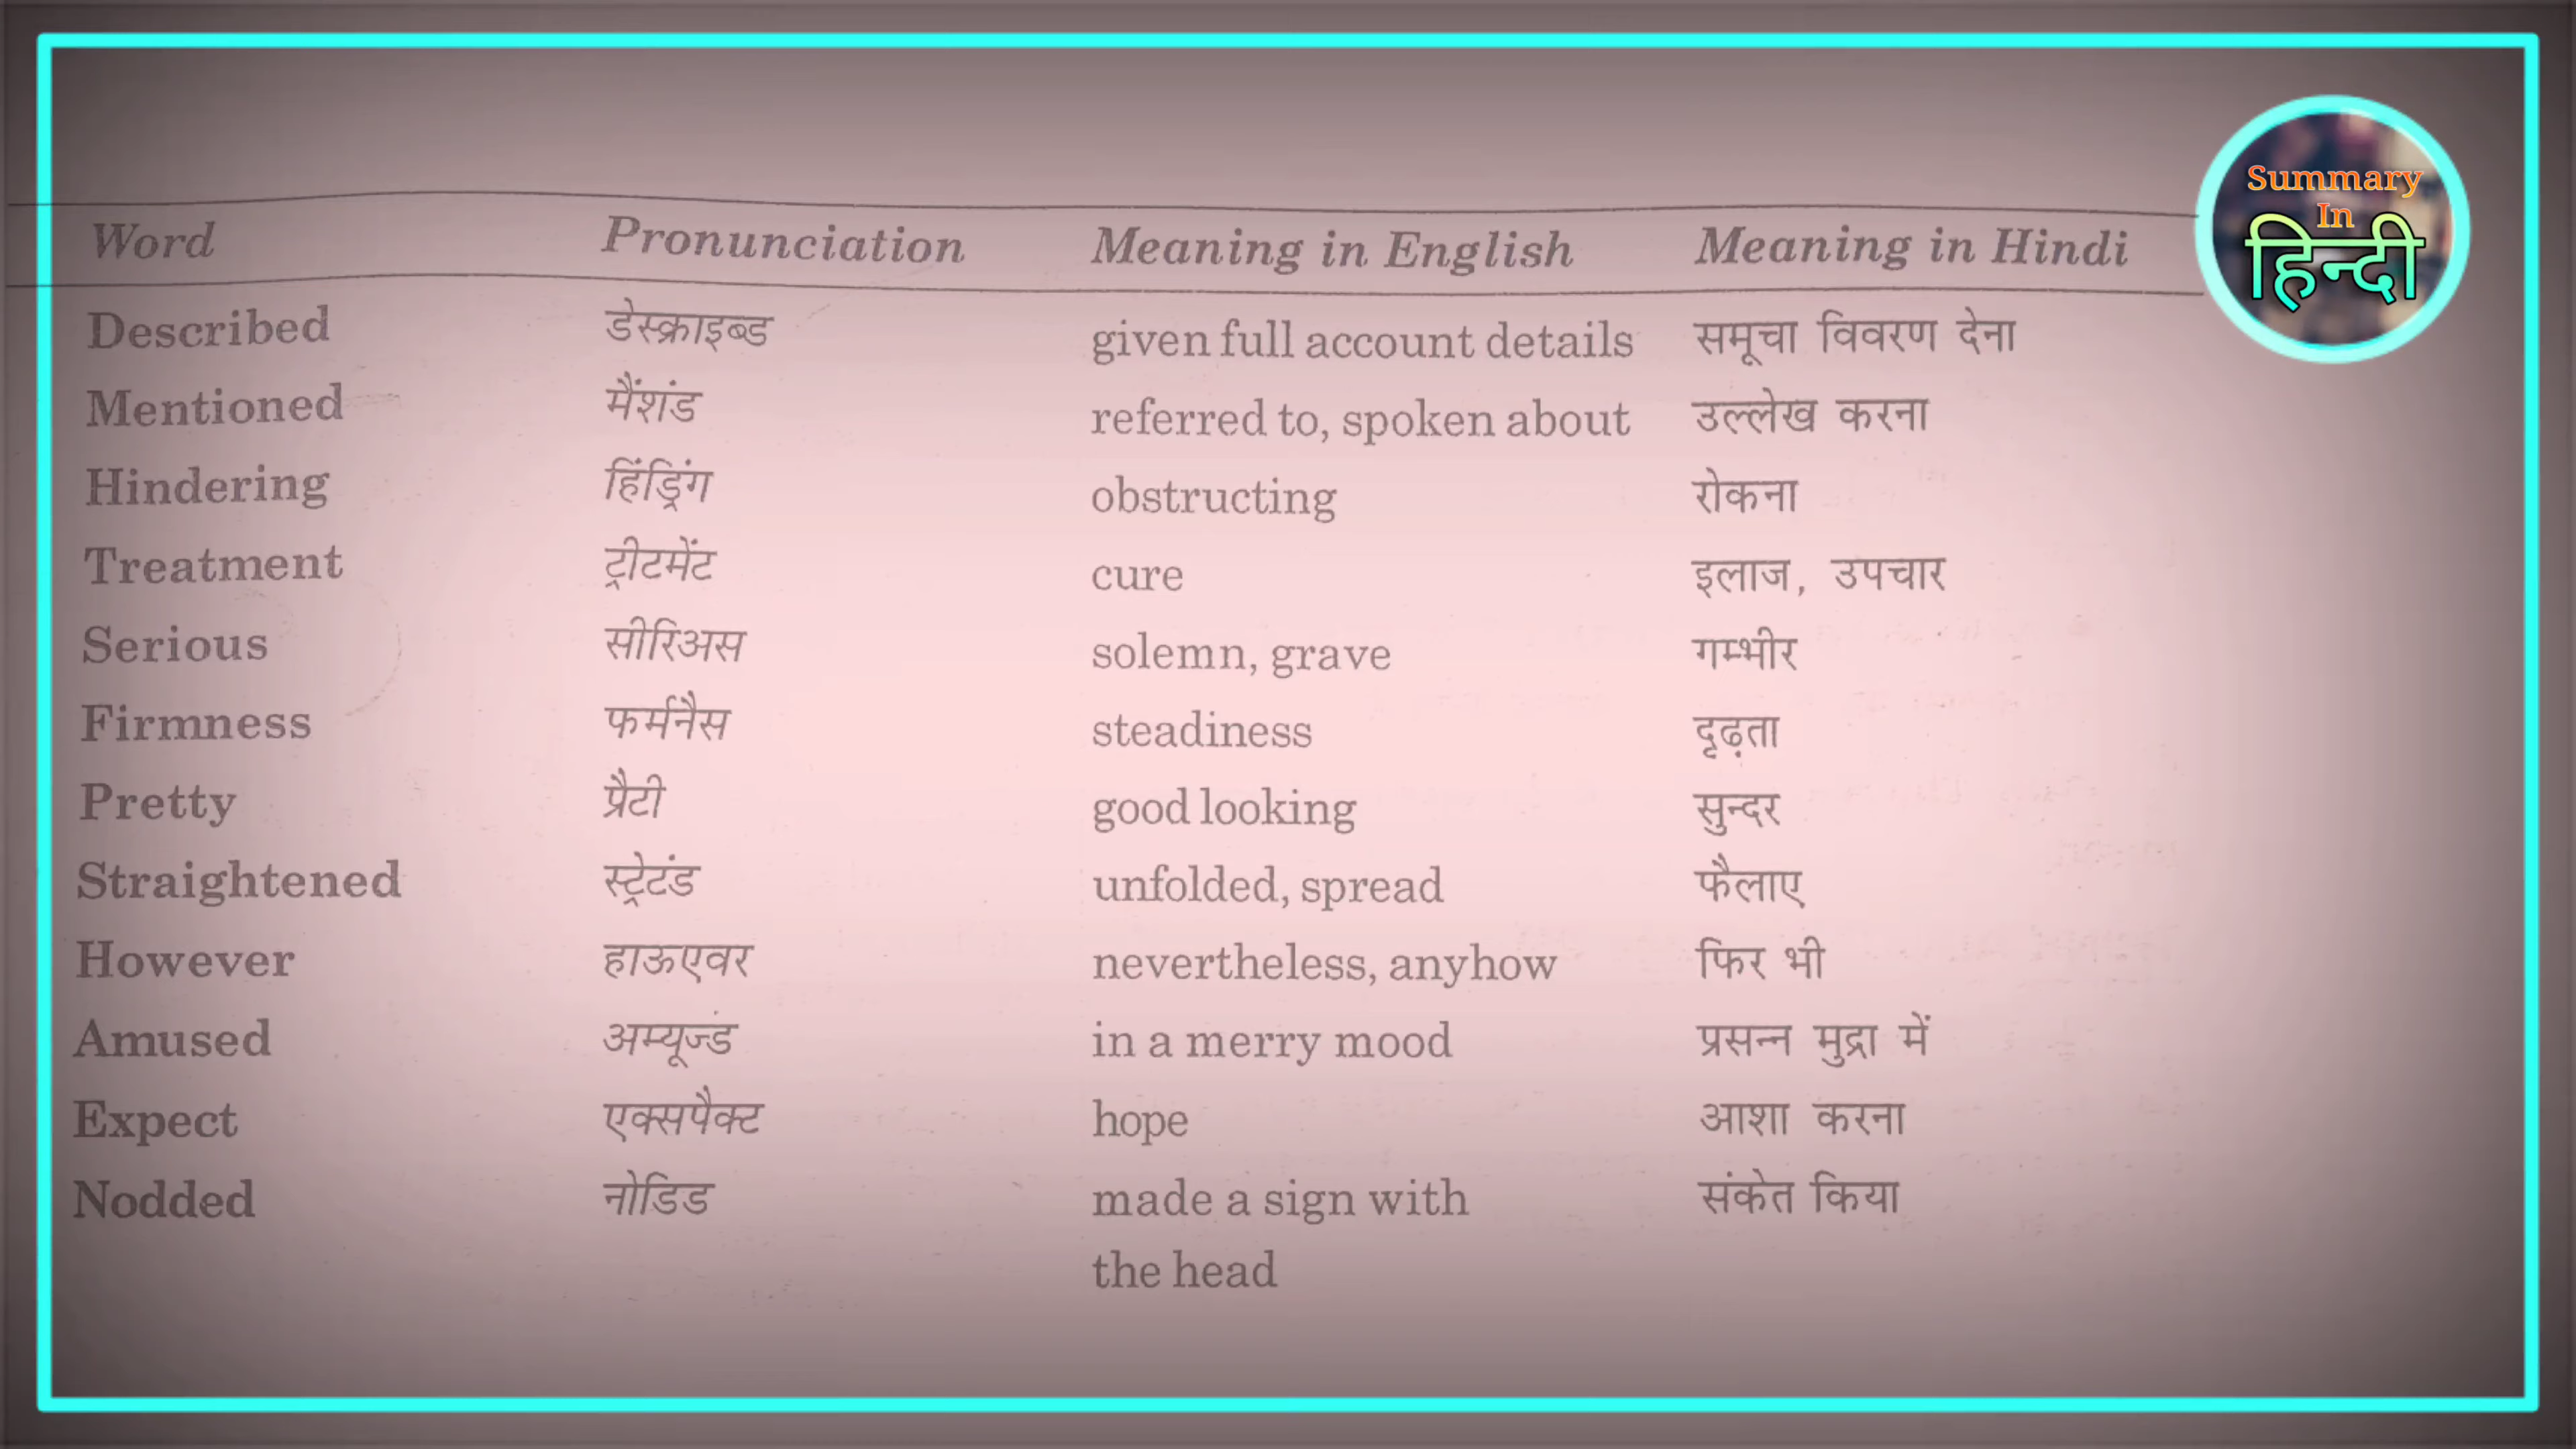 Summary
In
हिन्दी
Word Pronunciation Meaning in English Meaning in Hindi
Described डेस्क्राइब्ड given full account details समूचा विवरण देना
Mentioned मैंशंड referred to, spoken about उल्लेख करना
Hindering हिंड्रिंग obstructing रोकना
Treatment ट्रीटमेंट cure इलाज, उपचार
Serious सीरिअस solemn, grave गम्भीर
Firmness फर्मनैस steadiness दृढ़ता
Pretty प्रैटी good looking सुन्दर
Straightened स्ट्रेटंड unfolded, spread फैलाए
However हाऊएवर nevertheless, anyhow फिर भी
Amused अम्यूज्ड in a merry mood प्रसन्न मुद्रा में
Expect एक्सपैक्ट hope आशा करना
Nodded नोडिड made a sign with संकेत किया
the head